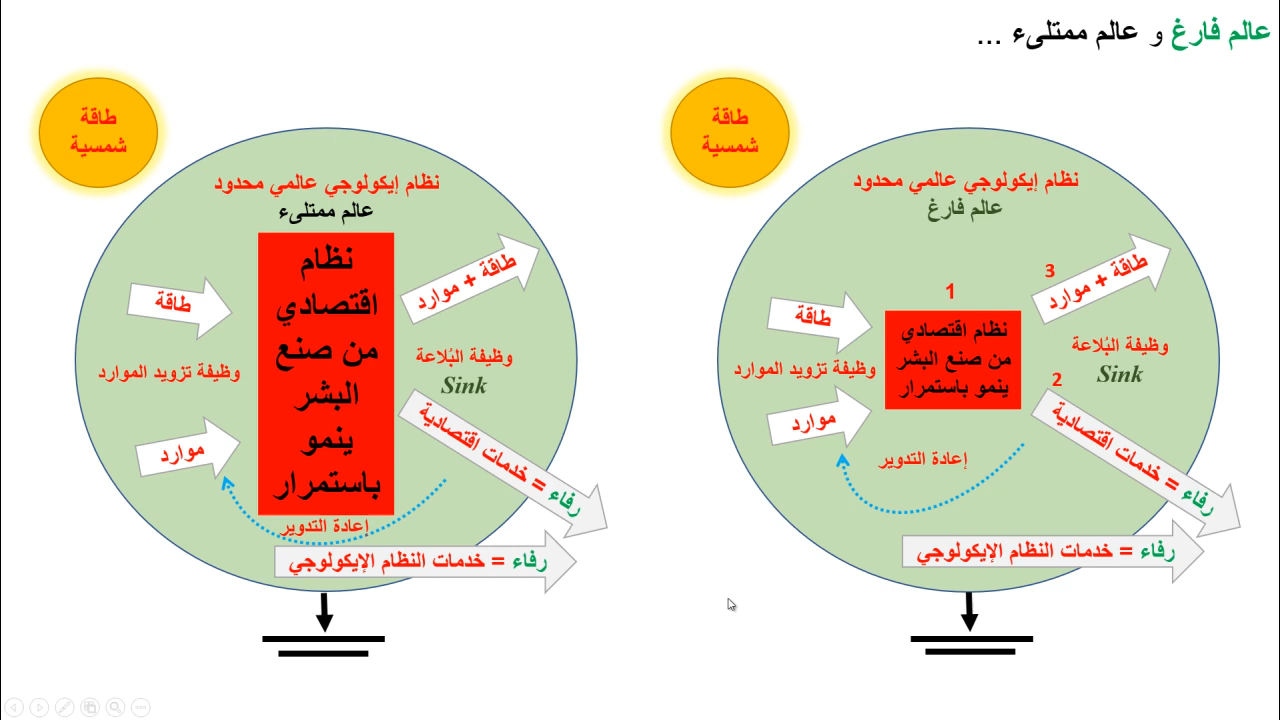 عالم فارغ و عالم ممتلىء ...
طاقة
شمسية
نظام إيكولوجي عالمي محدود
عالم فارغ
3
طاقة + موارد
1
طاقة
نظام اقتصادي
من صنع البشر
ينمو باستمرار
وظيفة البُلاعة
Sink
وظيفة تزويد الموارد
2
موارد
خدمات اقتصادية = رفاء
إعادة التدوير
رفاء = خدمات النظام الإيكولوجي
طاقة
شمسية
نظام إيكولوجي عالمي محدود
عالم ممتلىء
طاقة + موارد
طاقة
نظام
اقتصادي
من صنع
البشر
ينمو
باستمرار
وظيفة البُلاعة
Sink
وظيفة تزويد الموارد
موارد
خدمات اقتصادية = رفاء
إعادة التدوير
رفاء = خدمات النظام الإيكولوجي